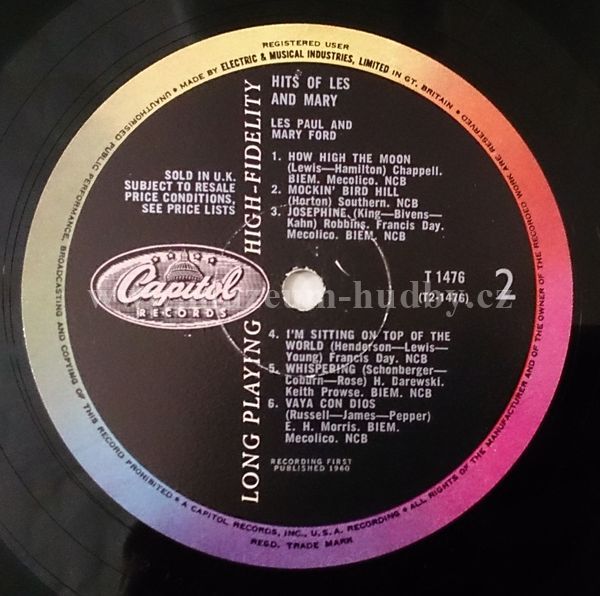 REGISTERED USER
• MADE BY ELECTRIC & MUSICAL INDUSTRIES, LIMITED IN GT. BRITAIN •
HITS OF LES
AND MARY
LES PAUL AND
MARY FORD
1. HOW HIGH THE MOON
(Lewis—Hamilton) Chappell.
BIEM. Mecolico. NCB
2. MOCKIN' BIRD HILL
(Horton) Southern. NCB
3. JOSEPHINE (King—Bivens—
Kahn) Robbins. Francis Day.
Mecolico. BIEM. NCB
SOLD IN U.K.
SUBJECT TO RESALE
PRICE CONDITIONS,
SEE PRICE LISTS
LONG PLAYING HIGH-FIDELITY
Capitol
RECORDS
T 1476
(T2-1476)
2
4. I'M SITTING ON TOP OF THE
WORLD (Henderson—Lewis—
Young) Francis Day. NCB
5. WHISPERING (Schonberger—
Coburn—Rose) H. Darewski.
Keith Prowse. BIEM. NCB
6. VAYA CON DIOS
(Russell—James—Pepper)
E. H. Morris. BIEM.
Mecolico. NCB
RECORDING FIRST
PUBLISHED 1960
UNAUTHORISED PUBLIC PERFORMANCE, BROADCASTING AND COPYING OF THIS RECORD PROHIBITED • A CAPITOL RECORDS, INC., U.S.A. RECORDING • ALL RIGHTS OF THE MANUFACTURER AND OF THE OWNER OF THE RECORDED WORK ARE RESERVED
REGD. TRADE MARK